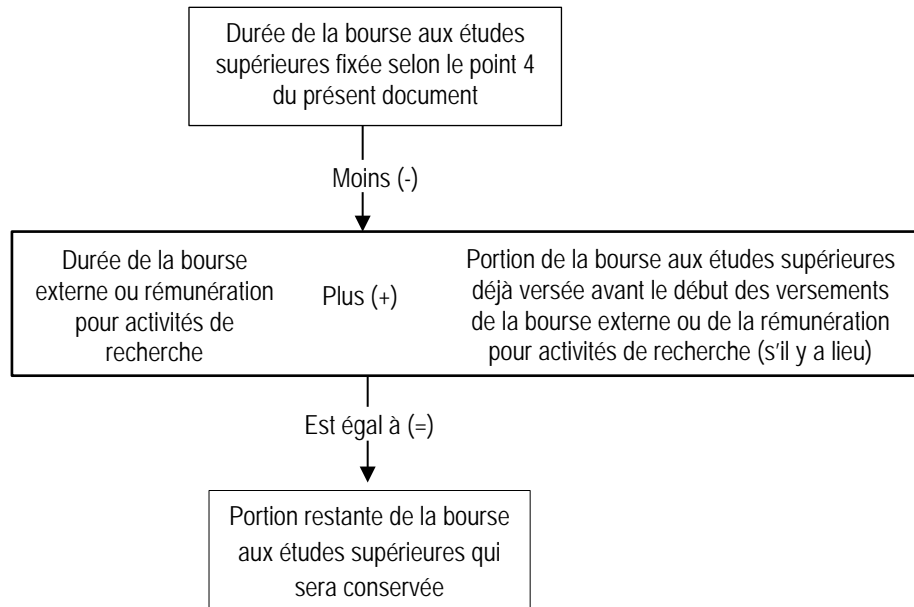 Durée de la bourse aux études
supérieures fixée selon le point 4
du présent document
Moins (-)
Durée de la bourse
externe ou rémunération
pour activités de
recherche
Plus (+)
Portion de la bourse aux études supérieures
déjà versée avant le début des versements
de la bourse externe ou de la rémunération
pour activités de recherche (s'il y a lieu)
Est égal à (=)
Portion restante de la bourse
aux études supérieures qui
sera conservée